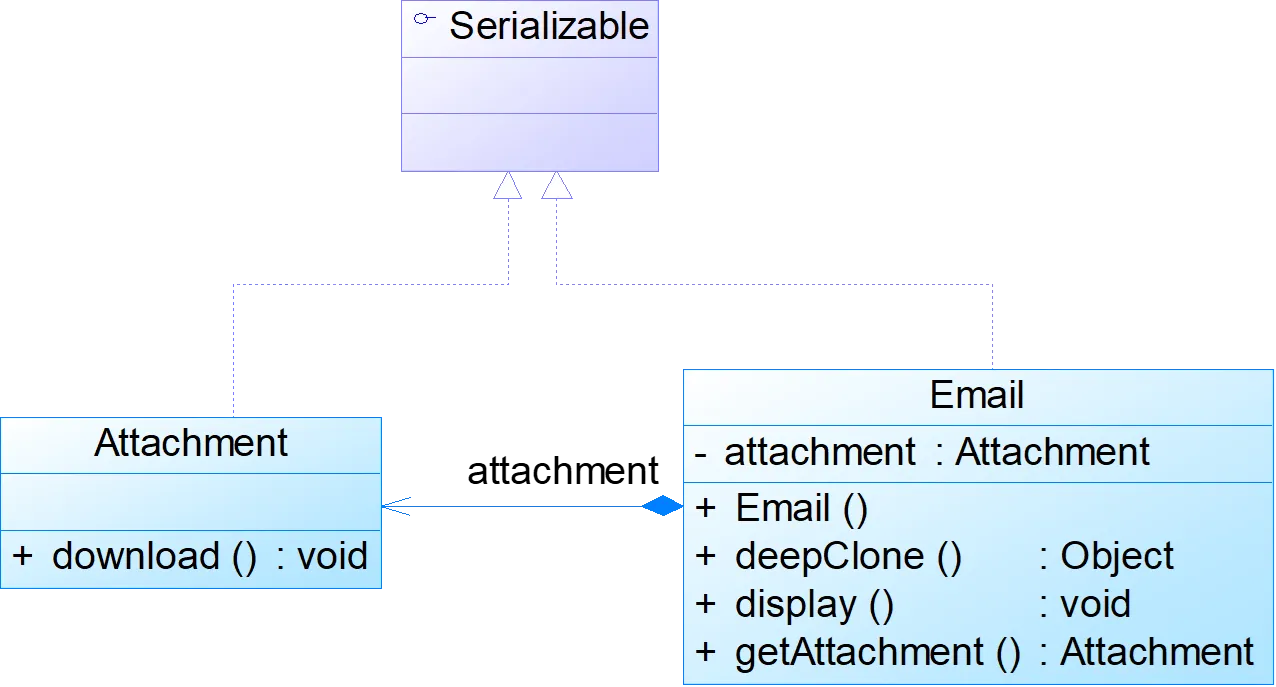 Serializable
Attachment
+ download () : void
attachment
Email
- attachment : Attachment
+ Email ()
+ deepClone () : Object
+ display () : void
+ getAttachment () : Attachment